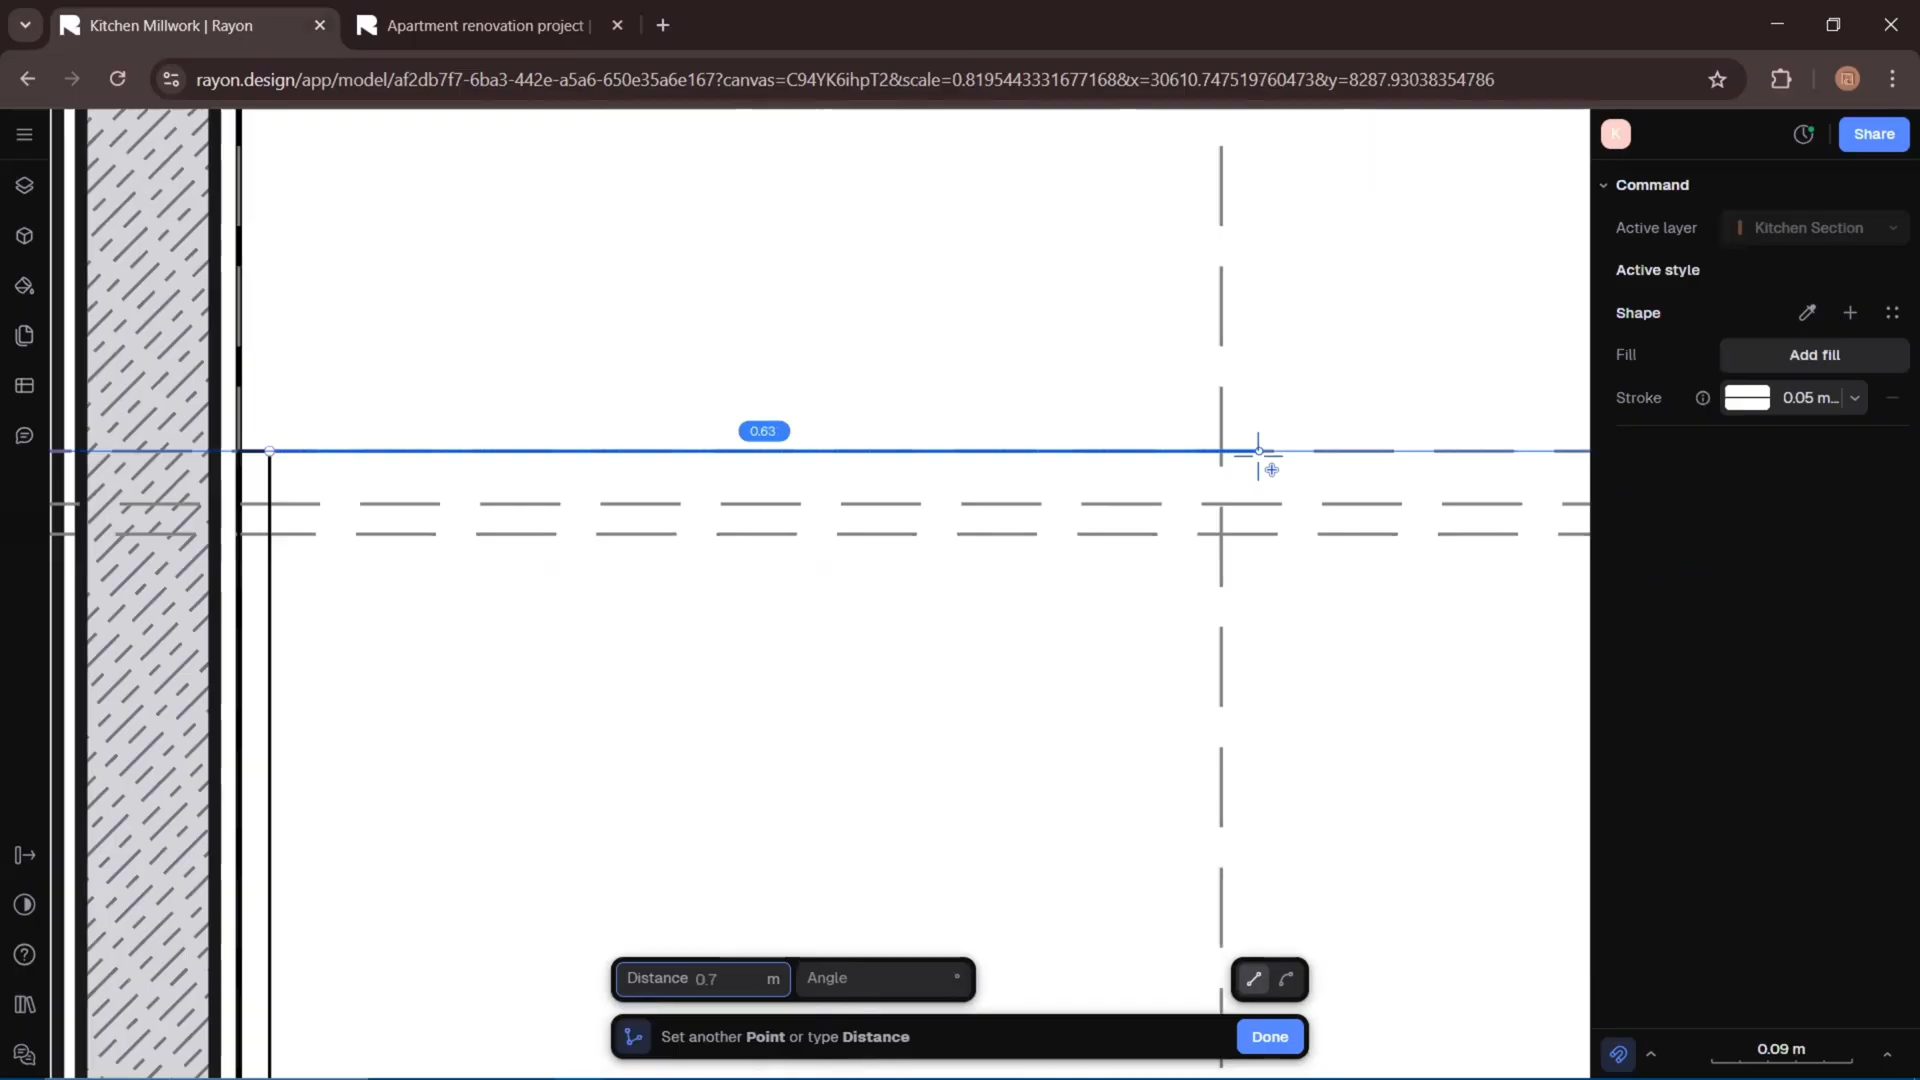 Kitchen Millwork | Rayon
Apartment renovation project |
rayon.design/app/model/af2db7f7-6ba3-442e-a5a6-650e35a6e167?canvas=C94YK6ihpT2&scale=0.8195443331677168&x=30610.747519760473&y=8287.93038354786
K
Share
Command
Active layer
Kitchen Section
Active style
Shape
Fill
Add fill
Stroke
0.05 m...
0.63
Distance 0.7 m
Angle °
Set another Point or type Distance
Done
0.09 m